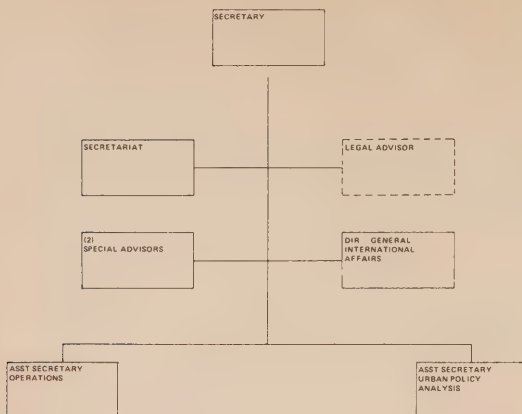 SECRETARY
SECRETARIAT
LEGAL ADVISOR
(2)
SPECIAL ADVISORS
DIR GENERAL
INTERNATIONAL
AFFAIRS
ASST SECRETARY
OPERATIONS
ASST SECRETARY
URBAN POLICY
ANALYSIS